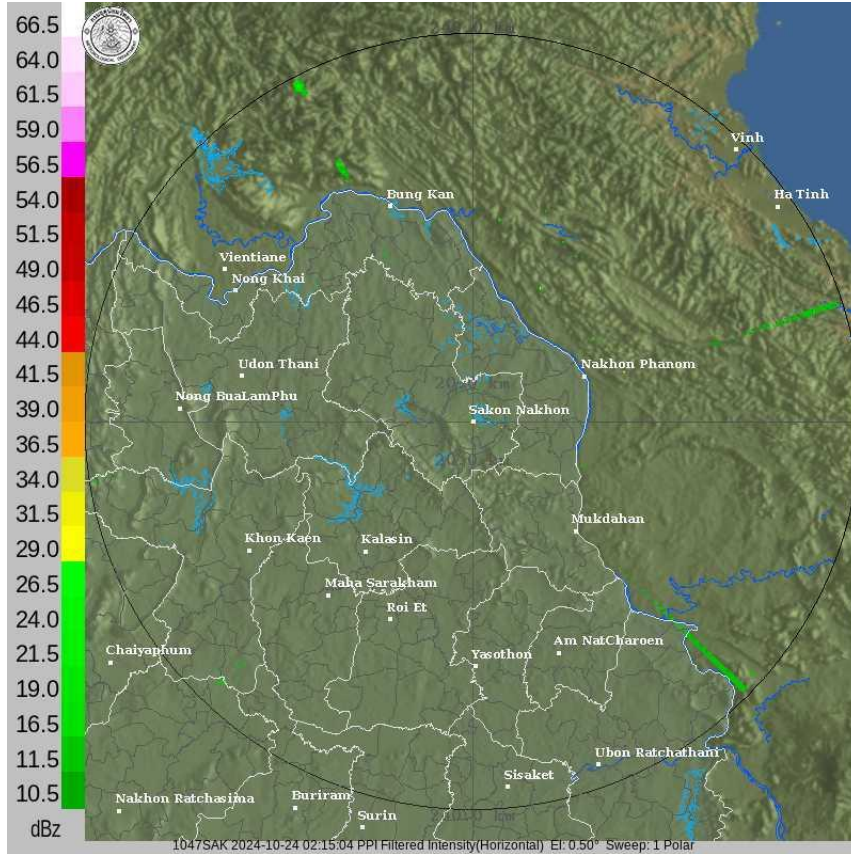 66.5
64.0
61.5
59.0
56.5
54.0
51.5
49.0
46.5
44.0
41.5
39.0
36.5
34.0
31.5
29.0
26.5
24.0
21.5
19.0
16.5
11.5
10.5
dBz
Vinh
Ha Tinh
Bung Kan
Vientiane
Nong Khai
Udon Thani
Nakhon Phanom
Nong BuaLamPhu
Sakon Nakhon
Mukdahan
Khon Kaen
Kalasin
Maha Sarakham
Roi Et
Chaiyaphum
Yasothon
Am NatCharoen
Ubon Ratchathani
Sisaket
Nakhon Ratchasima
Buriram
Surin
1047SAK 2024-10-24 02:15:04 PPI Filtered Intensity(Horizontal) El: 0.50° Sweep: 1 Polar